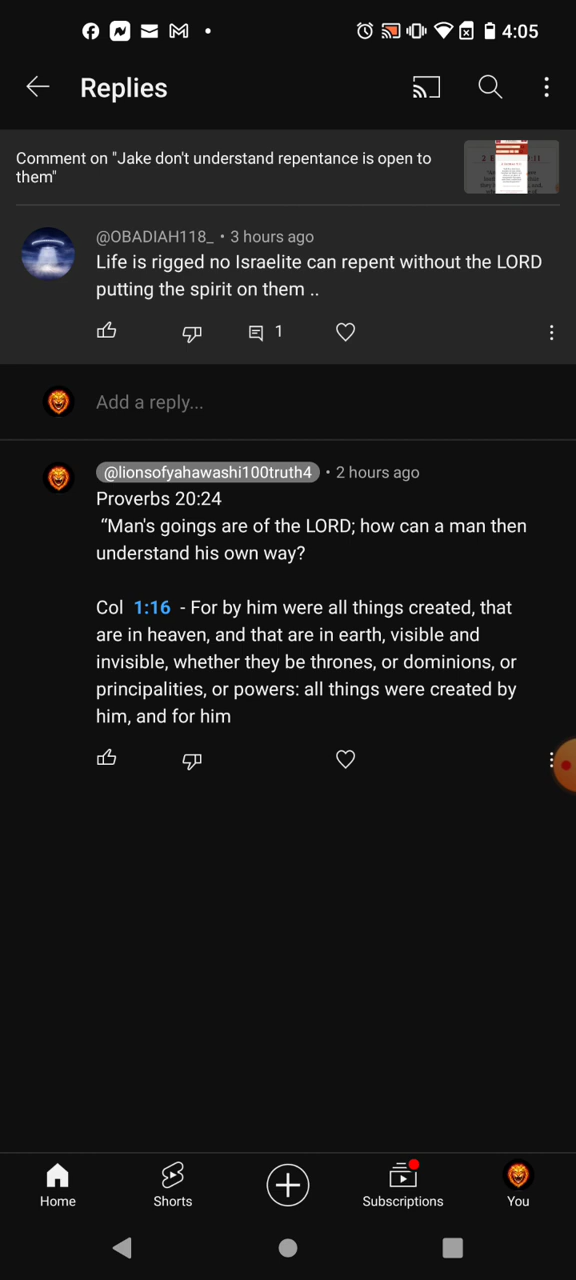 4:05
Replies
Comment on "Jake don't understand repentance is open to
them"
@OBADIAH118_ • 3 hours ago
Life is rigged no Israelite can repent without the LORD
putting the spirit on them ..
1
Add a reply...
@lionsofyahawashi100truth4 • 2 hours ago
Proverbs 20:24
“Man's goings are of the LORD; how can a man then
understand his own way?
Col 1:16 - For by him were all things created, that
are in heaven, and that are in earth, visible and
invisible, whether they be thrones, or dominions, or
principalities, or powers: all things were created by
him, and for him
Home
Shorts
Subscriptions
You